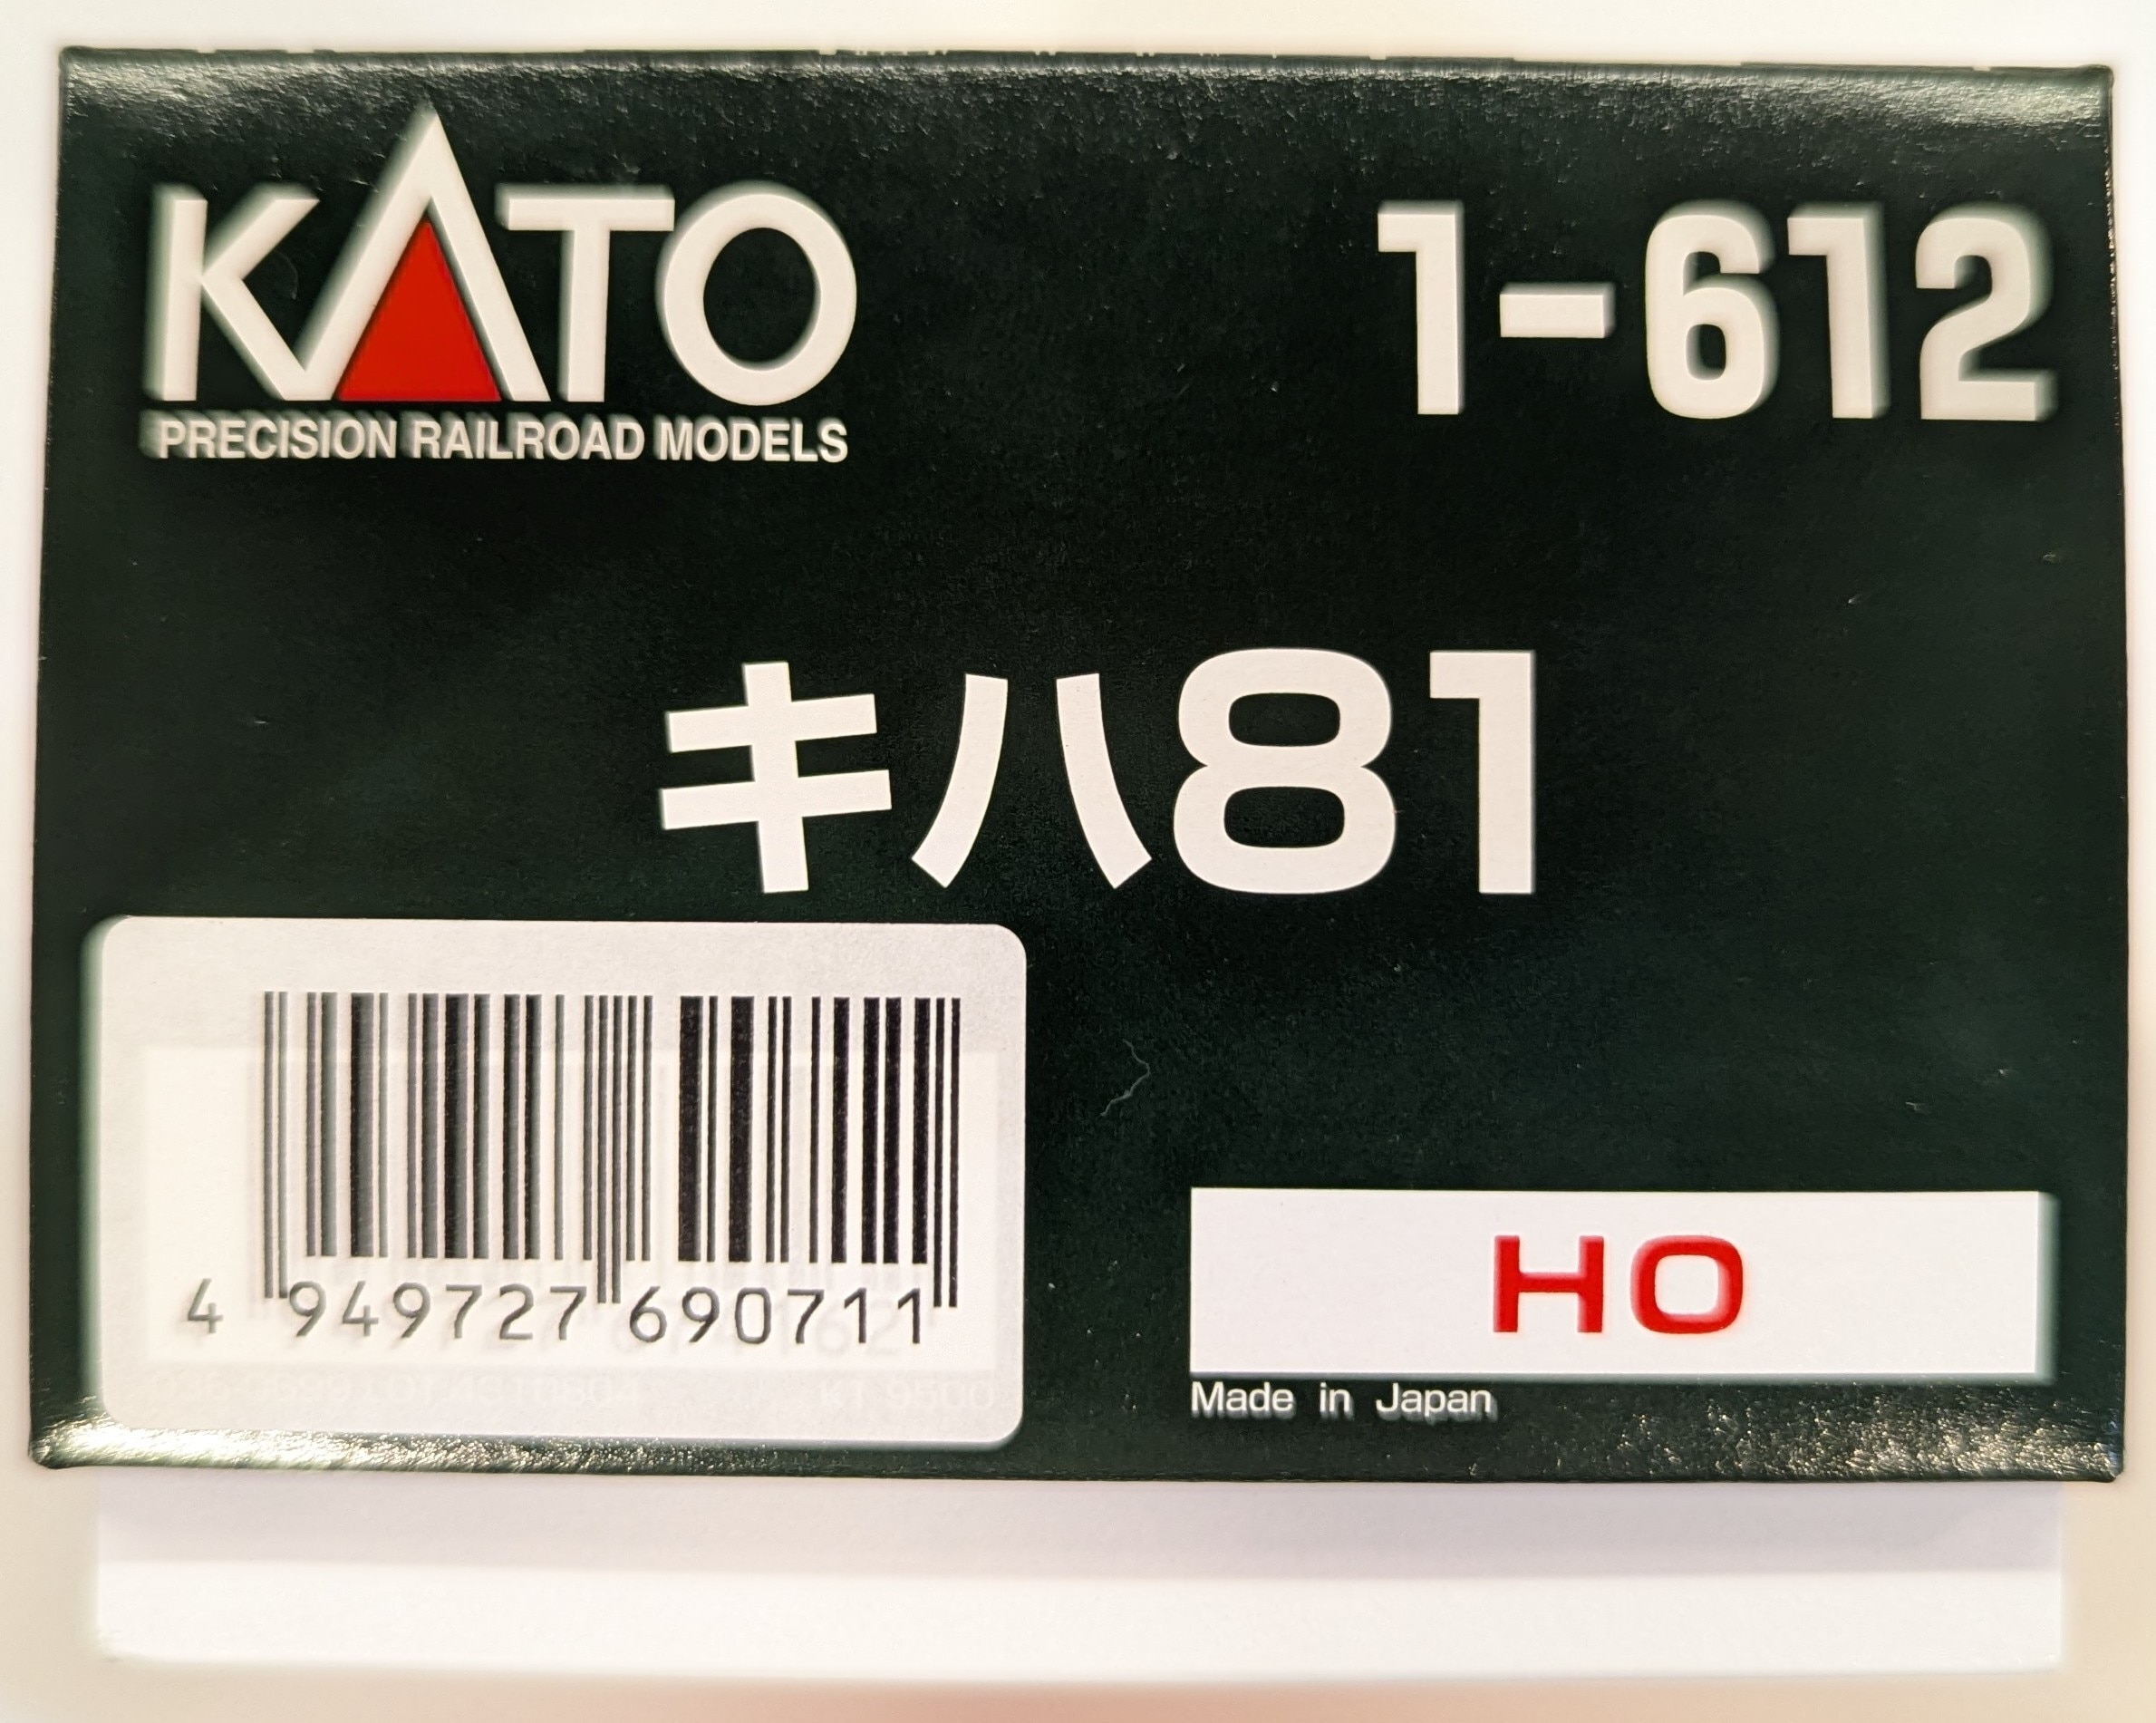 KATO
PRECISION RAILROAD MODELS
1-612
キハ81
4 949727 690711
HO
Made in Japan